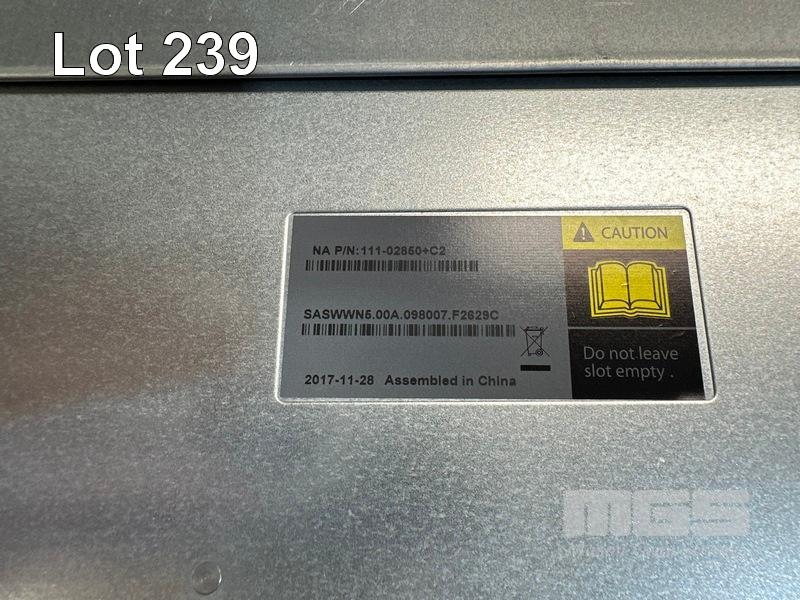 Lot 239
NA P/N:111-02850+C2
SASWWN5.00A.098007.F2629C
2017-11-28 Assembled in China
CAUTION
Do not leave
slot empty .
MGS